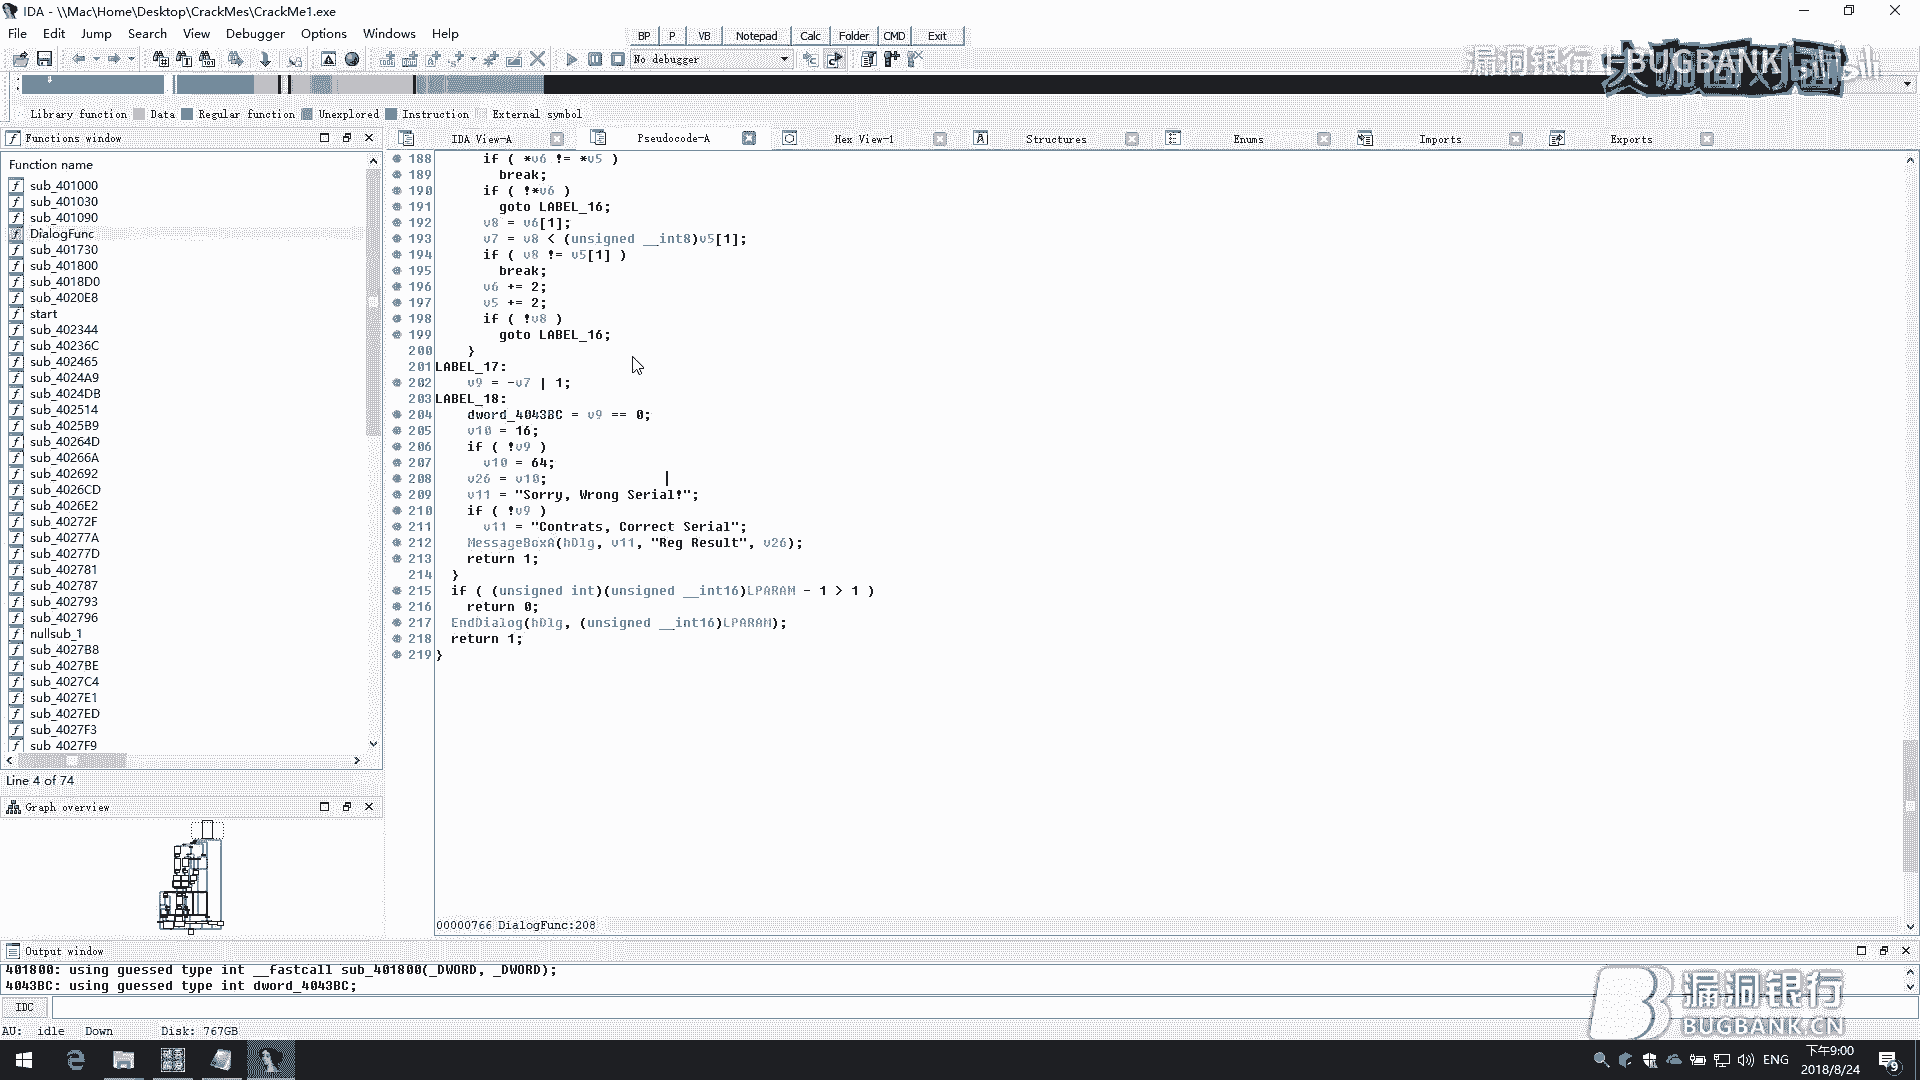 IDA - \\Mac\Home\Desktop\CrackMes\CrackMe1.exe
File Edit Jump Search View Debugger Options Windows Help
BP P VB Notepad Calc Folder CMD Exit
No debugger
漏洞银行 BUGBANK
Library function Data Regular function Unexplored Instruction External symbol
Functions window
IDA View-A Pseudocode-A Hex View-1 Structures Enums Imports Exports
Function name
sub_401000
sub_401030
sub_401090
DialogFunc
sub_401730
sub_401800
sub_4018D0
sub_4020E8
start
sub_402344
sub_40236C
sub_402465
sub_4024A9
sub_4024DB
sub_402514
sub_4025B9
sub_40264D
sub_40266A
sub_402692
sub_4026CD
sub_4026E2
sub_40272F
sub_40277A
sub_40277D
sub_402781
sub_402787
sub_402793
sub_402796
nullsub_1
sub_4027B8
sub_4027BE
sub_4027C4
sub_4027E1
sub_4027ED
sub_4027F3
sub_4027F9
Line 4 of 74
Graph overview
188 if ( *v6 != *v5 )
189 break;
190 if ( !*v6 )
191 goto LABEL_16;
192 v8 = v6[1];
193 v7 = v8 < (unsigned __int8)v5[1];
194 if ( v8 != v5[1] )
195 break;
196 v6 += 2;
197 v5 += 2;
198 if ( !v8 )
199 goto LABEL_16;
200 }
201 LABEL_17:
202 v9 = -v7 | 1;
203 LABEL_18:
204 dword_4043BC = v9 == 0;
205 v10 = 16;
206 if ( !v9 )
207 v10 = 64;
208 v26 = v10;
209 v11 = "Sorry, Wrong Serial!";
210 if ( !v9 )
211 v11 = "Contrats, Correct Serial";
212 MessageBoxA(hDlg, v11, "Reg Result", v26);
213 return 1;
214 }
215 if ( (unsigned int)(unsigned __int16)LPARAM - 1 > 1 )
216 return 0;
217 EndDialog(hDlg, (unsigned __int16)LPARAM);
218 return 1;
219 }
00000766 DialogFunc:208
Output window
401800: using guessed type int __fastcall sub_401800(_DWORD, _DWORD);
4043BC: using guessed type int dword_4043BC;
IDC
AU: idle Down Disk: 767GB
漏洞银行
BUGBANK.CN
ENG
下午9:00
2018/8/24
9